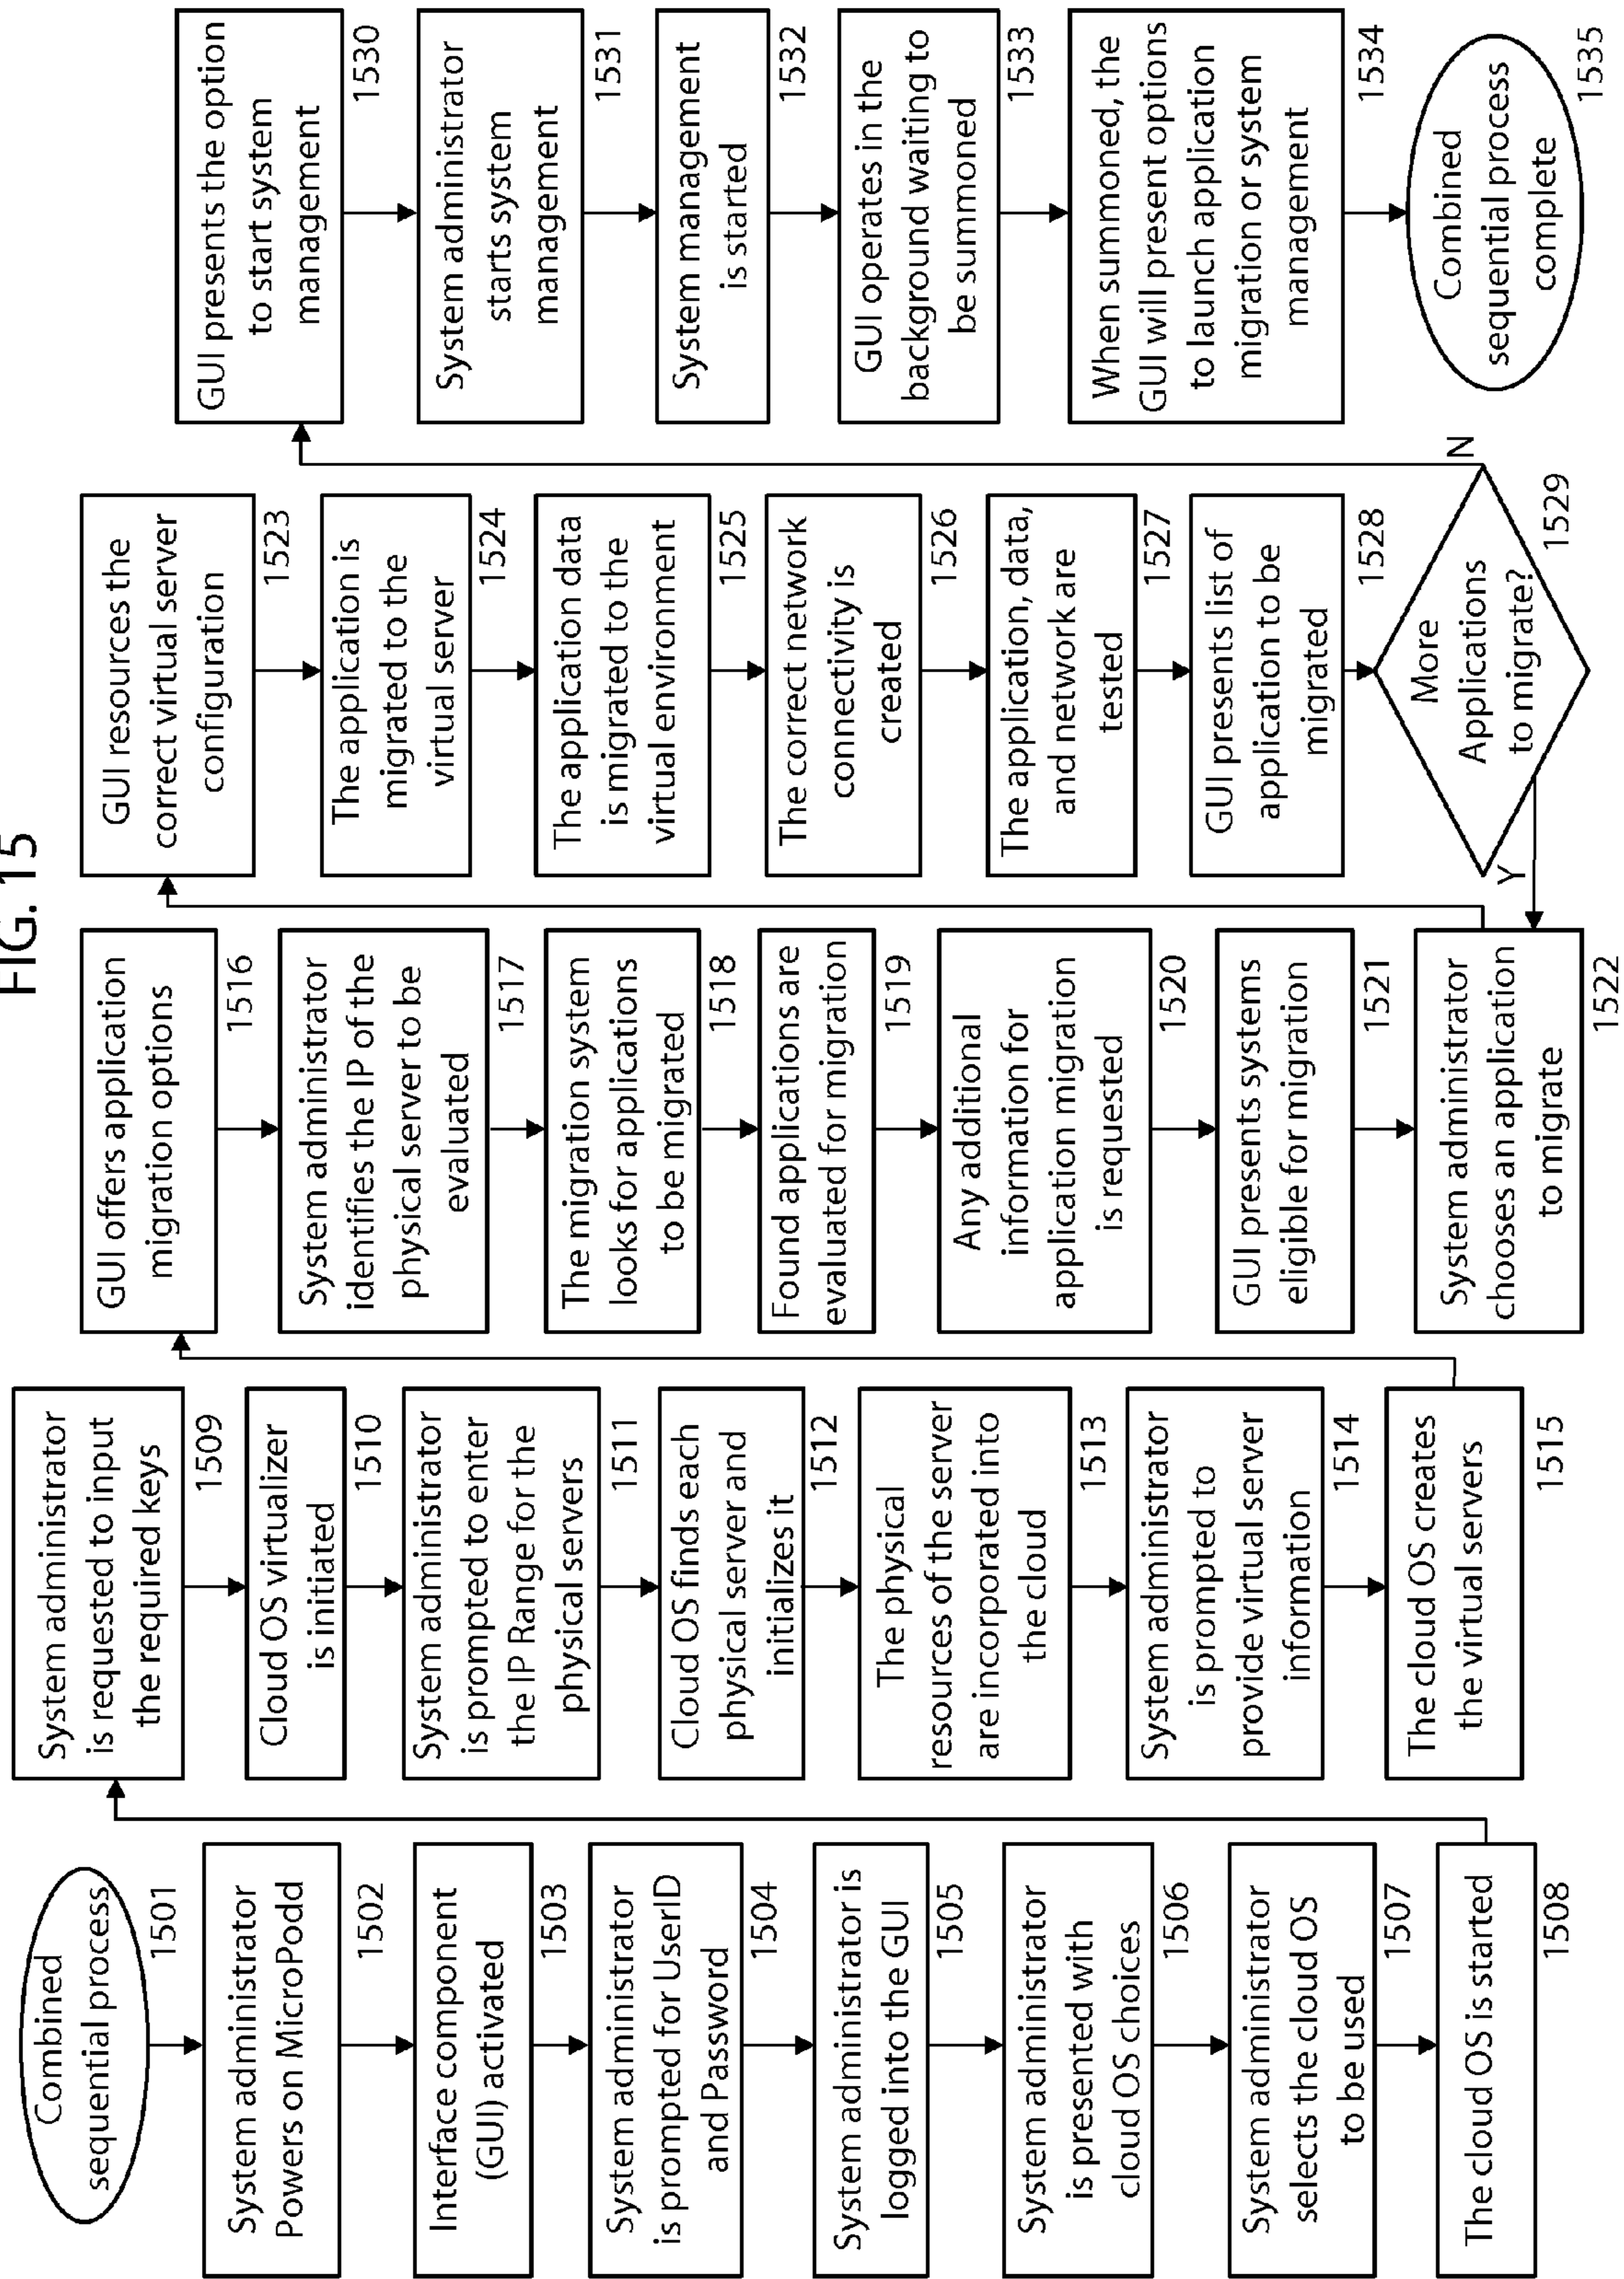 FIG. 15
Combined
sequential process
1501
System administrator
Powers on MicroPodd
1502
Interface component
(GUI) activated
1503
System administrator
is prompted for UserID
and Password
1504
System administrator is
logged into the GUI
1505
System administrator
is presented with
cloud OS choices
1506
System administrator
selects the cloud OS
to be used
1507
The cloud OS is started
1508
System administrator
is requested to input
the required keys
1509
Cloud OS virtualizer
is initiated
1510
System administrator
is prompted to enter
the IP Range for the
physical servers
1511
Cloud OS finds each
physical server and
initializes it
1512
The physical
resources of the server
are incorporated into
the cloud
1513
System administrator
is prompted to
provide virtual server
information
1514
The cloud OS creates
the virtual servers
1515
GUI offers application
migration options
1516
System administrator
identifies the IP of the
physical server to be
evaluated
1517
The migration system
looks for applications
to be migrated
1518
Found applications are
evaluated for migration
1519
Any additional
information for
application migration
is requested
1520
GUI presents systems
eligible for migration
1521
System administrator
chooses an application
to migrate
1522
GUI resources the
correct virtual server
configuration
1523
The application is
migrated to the
virtual server
1524
The application data
is migrated to the
virtual environment
1525
The correct network
connectivity is
created
1526
The application, data,
and network are
tested
1527
GUI presents list of
application to be
migrated
1528
More
Applications
to migrate?
1529
Y
N
GUI presents the option
to start system
management
1530
System administrator
starts system
management
1531
System management
is started
1532
GUI operates in the
background waiting to
be summoned
1533
When summoned, the
GUI will present options
to launch application
migration or system
management
1534
Combined
sequential process
complete
1535